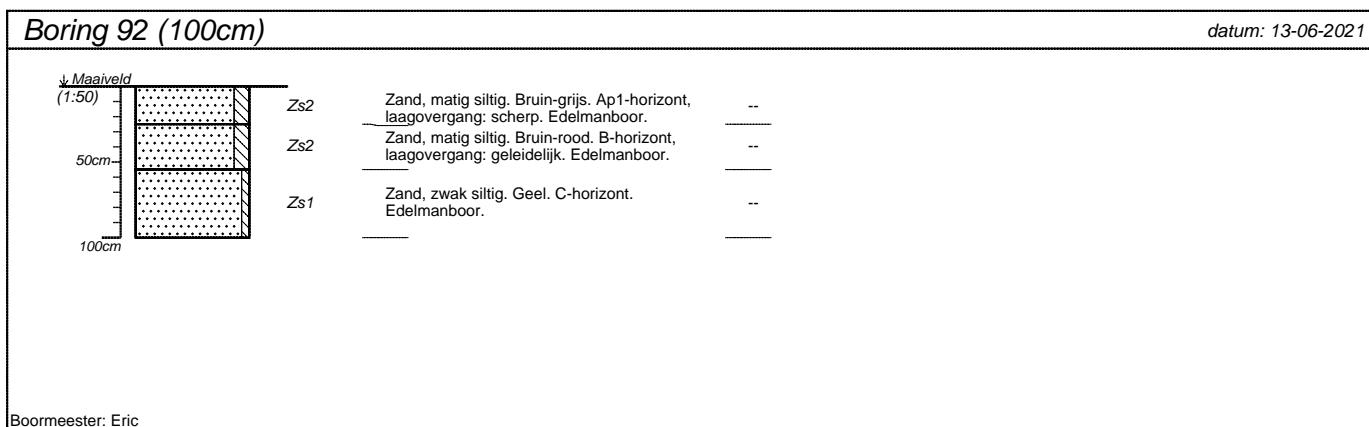 Boring 92 (100cm)
datum: 13-06-2021
Maaiveld
(1:50)
Zs2
Zand, matig siltig. Bruin-grijs. Ap1-horizont,
laagovergang: scherp. Edelmanboor.
--
Zs2
Zand, matig siltig. Bruin-rood. B-horizont,
laagovergang: geleidelijk. Edelmanboor.
--
50cm
Zs1
Zand, zwak siltig. Geel. C-horizont.
Edelmanboor.
--
100cm
Boormeester: Eric